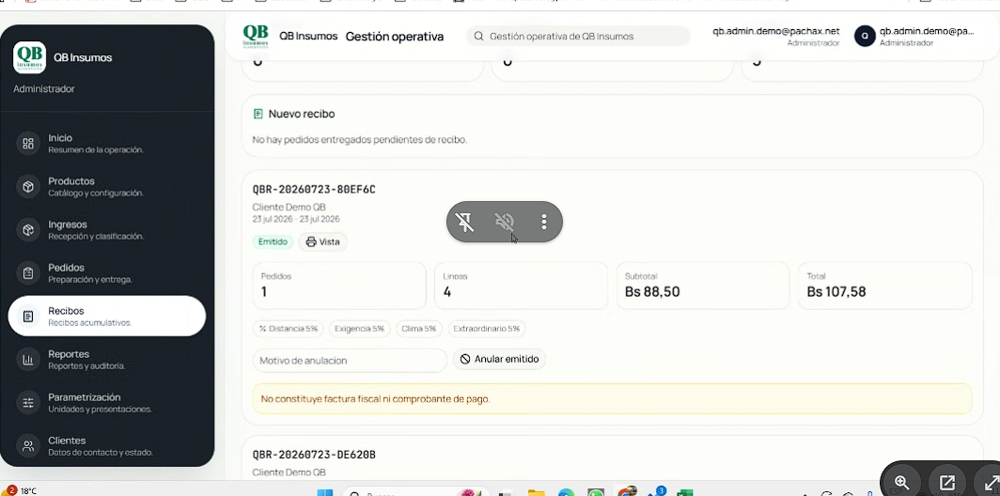 QB
QB Insumos
Administrador
Inicio
Resumen de la operación.
Productos
Catálogo y configuración.
Ingresos
Recepción y clasificación.
Pedidos
Preparación y entrega.
Recibos
Recibos acumulativos.
Reportes
Reportes y auditoría.
Parametrización
Unidades y presentaciones.
Clientes
Datos de contacto y estado.
QB
QB Insumos Gestión operativa
Gestión operativa de QB Insumos
qb.admin.demo@pachax.net
Administrador
Q
qb.admin.demo@pa...
Administrador
Nuevo recibo
No hay pedidos entregados pendientes de recibo.
QBR-20260723-80EF6C
Cliente Demo QB
23 jul 2026 - 23 jul 2026
Emitido Vista
Pedidos
1
Lineas
4
Subtotal
Bs 88,50
Total
Bs 107,58
% Distancia 5% Exigencia 5% Clima 5% Extraordinario 5%
Motivo de anulacion Anular emitido
No constituye factura fiscal ni comprobante de pago.
QBR-20260723-DE620B
Cliente Demo QB
2 18°C
3